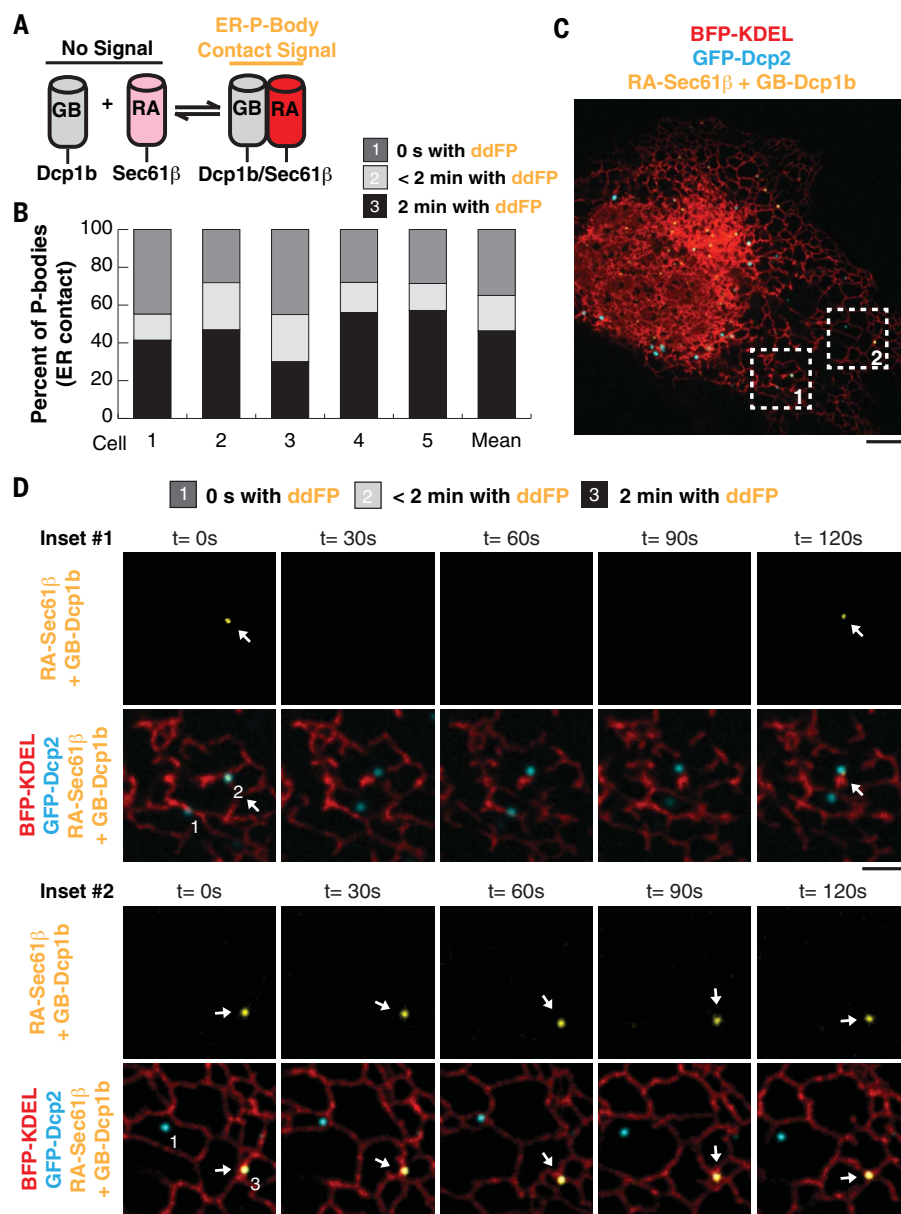 A
No Signal
ER-P-Body
Contact Signal
GB
+
RA
GB
RA
Dcp1b
Sec61β
Dcp1b/Sec61β
1 0 s with ddFP
2 < 2 min with ddFP
3 2 min with ddFP
B
Percent of P-bodies
(ER contact)
100
80
60
40
20
0
Cell 1 2 3 4 5 Mean
C
BFP-KDEL
GFP-Dcp2
RA-Sec61β + GB-Dcp1b
1
2
D
1 0 s with ddFP 2 < 2 min with ddFP 3 2 min with ddFP
Inset #1 t= 0s t= 30s t= 60s t= 90s t= 120s
RA-Sec61β
+ GB-Dcp1b
BFP-KDEL
GFP-Dcp2
RA-Sec61β
+ GB-Dcp1b
2
1
Inset #2 t= 0s t= 30s t= 60s t= 90s t= 120s
RA-Sec61β
+ GB-Dcp1b
BFP-KDEL
GFP-Dcp2
RA-Sec61β
+ GB-Dcp1b
1
3